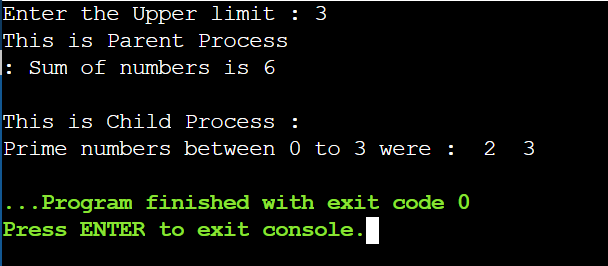 Enter the Upper limit : 3
This is Parent Process
: Sum of numbers is 6
This is Child Process :
Prime numbers between 0 to 3 were :  2  3
...Program finished with exit code 0
Press ENTER to exit console.